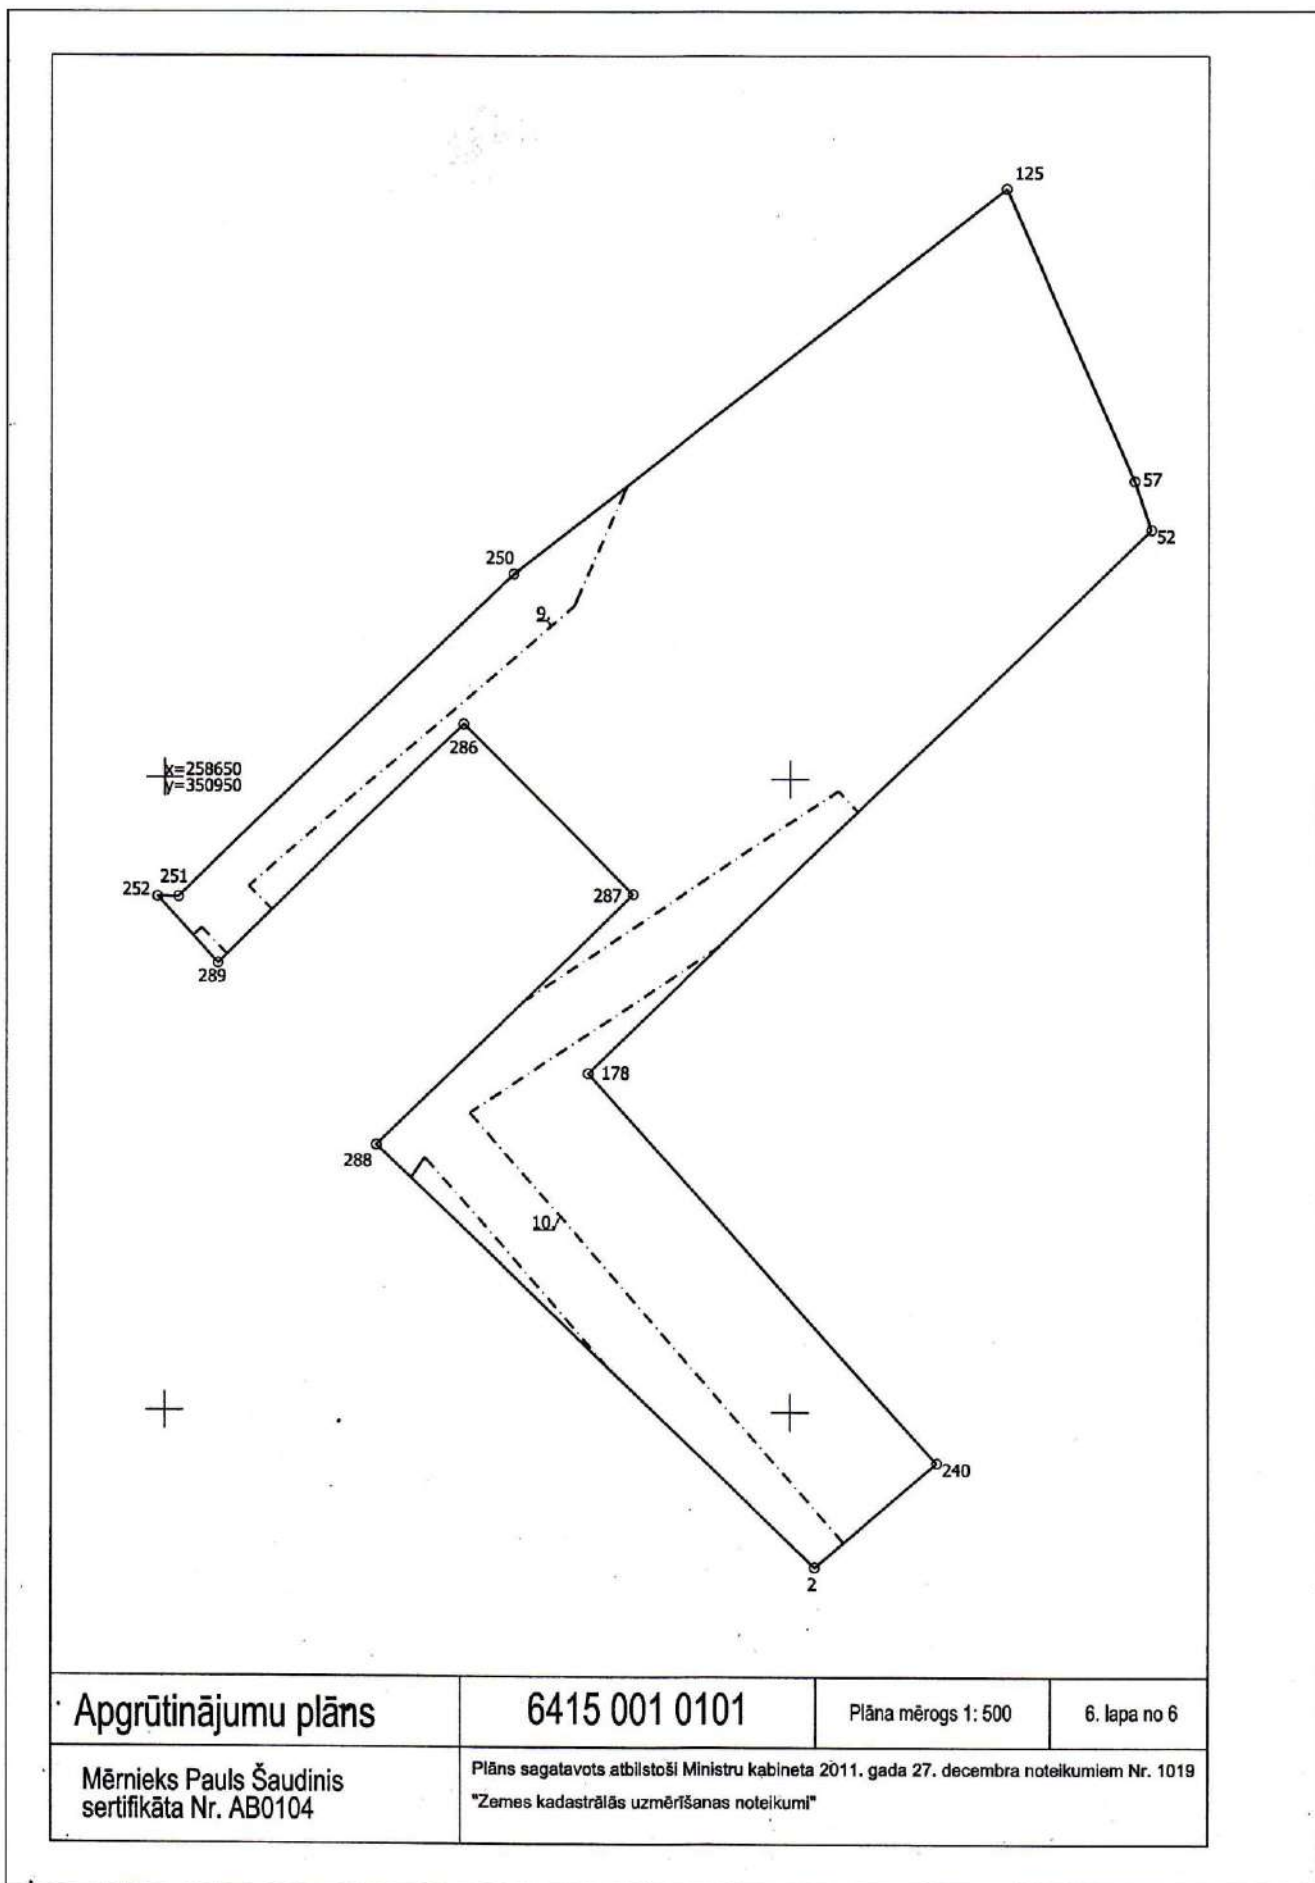 125
57
52
250
9
286
x=258650
y=350950
251
252
287
289
178
288
10
240
2
Apgrūtinājumu plāns
6415 001 0101
Plāna mērogs 1: 500
6. lapa no 6
Mērnieks Pauls Šaudinis
sertifikāta Nr. AB0104
Plāns sagatavots atbilstoši Ministru kabineta 2011. gada 27. decembra noteikumiem Nr. 1019
"Zemes kadastrālās uzmērīšanas noteikumi"